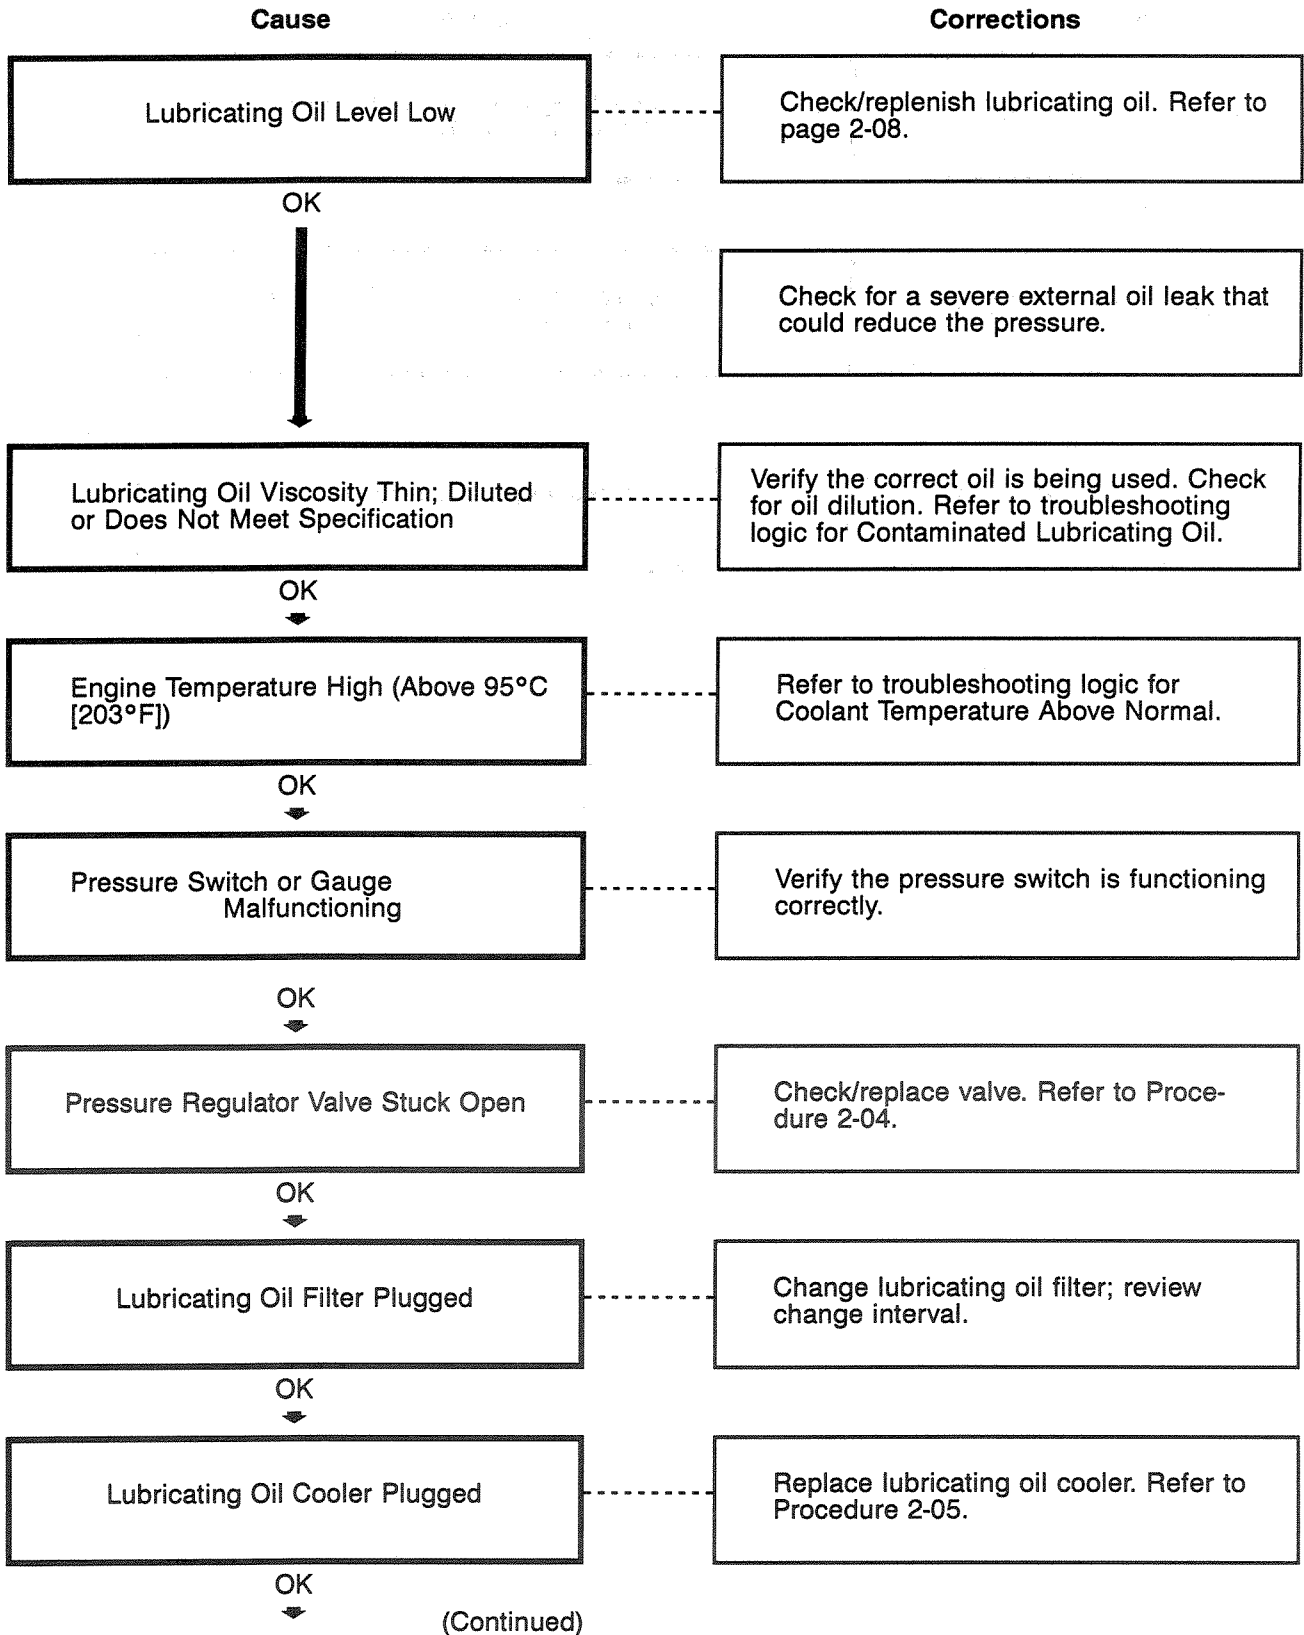 Cause
Corrections
Lubricating Oil Level Low
Check/replenish lubricating oil. Refer to
page 2-08.
OK
Check for a severe external oil leak that
could reduce the pressure.
Lubricating Oil Viscosity Thin; Diluted
or Does Not Meet Specification
Verify the correct oil is being used. Check
for oil dilution. Refer to troubleshooting
logic for Contaminated Lubricating Oil.
OK
Engine Temperature High (Above 95°C
[203°F])
Refer to troubleshooting logic for
Coolant Temperature Above Normal.
OK
Pressure Switch or Gauge
Malfunctioning
Verify the pressure switch is functioning
correctly.
OK
Pressure Regulator Valve Stuck Open
Check/replace valve. Refer to Proce-
dure 2-04.
OK
Lubricating Oil Filter Plugged
Change lubricating oil filter; review
change interval.
OK
Lubricating Oil Cooler Plugged
Replace lubricating oil cooler. Refer to
Procedure 2-05.
OK
(Continued)